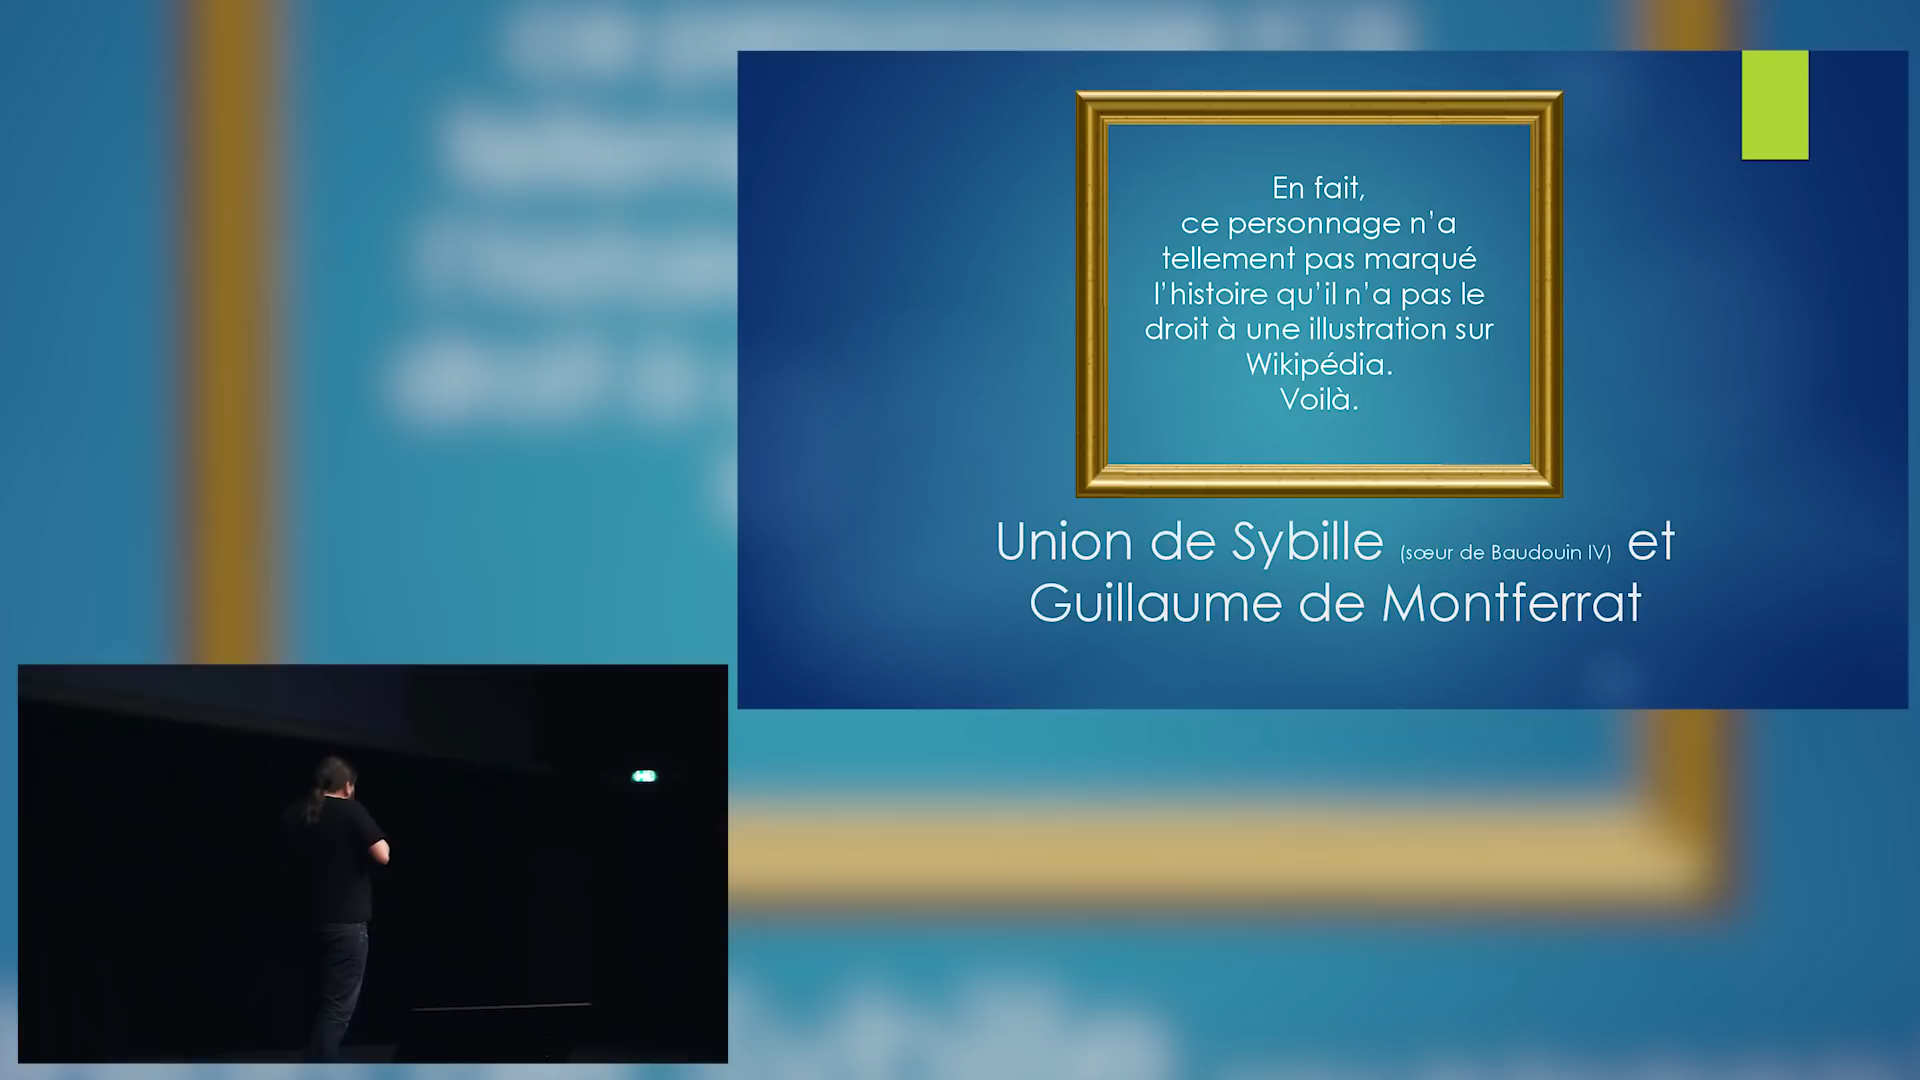 En fait,
ce personnage n'a
tellement pas marqué
l'histoire qu'il n'a pas le
droit à une illustration sur
Wikipédia.
Voilà.
Union de Sybille (sœur de Baudouin IV) et
Guillaume de Montferrat